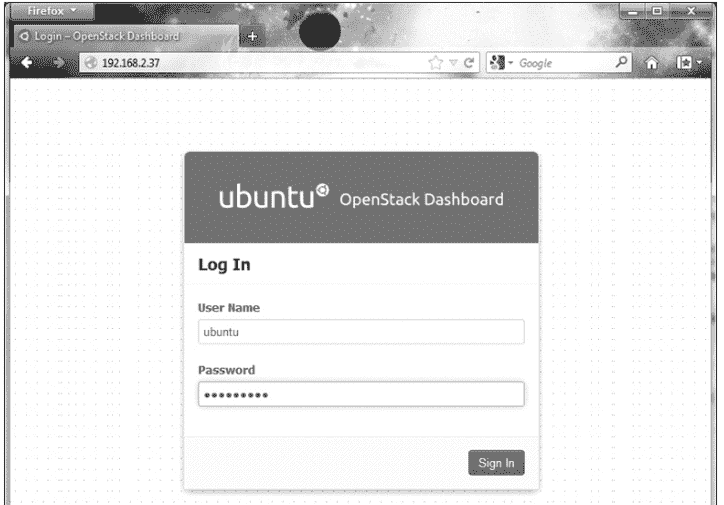 Firefox
Login – OpenStack Dashboard
192.168.2.37
Google
ubuntu OpenStack Dashboard
Log In
User Name
ubuntu
Password
Sign In